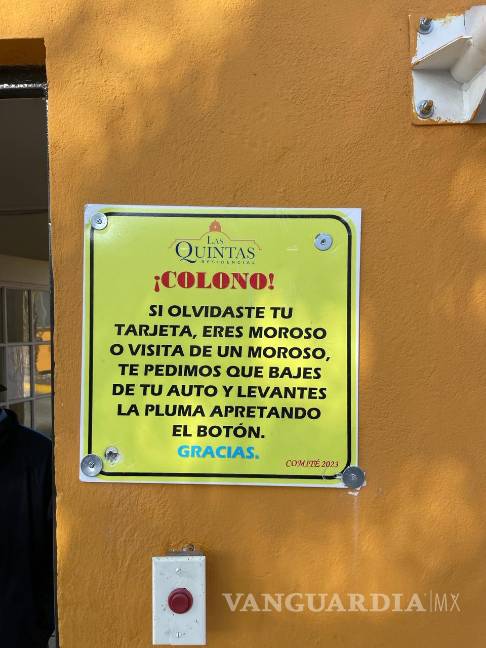 LAS
QUINTAS
RESIDENCIAL
¡COLONO!
SI OLVIDASTE TU
TARJETA, ERES MOROSO
O VISITA DE UN MOROSO,
TE PEDIMOS QUE BAJES
DE TU AUTO Y LEVANTES
LA PLUMA APRETANDO
EL BOTÓN.
GRACIAS.
COMITÉ 2023
VANGUARDIA|MX